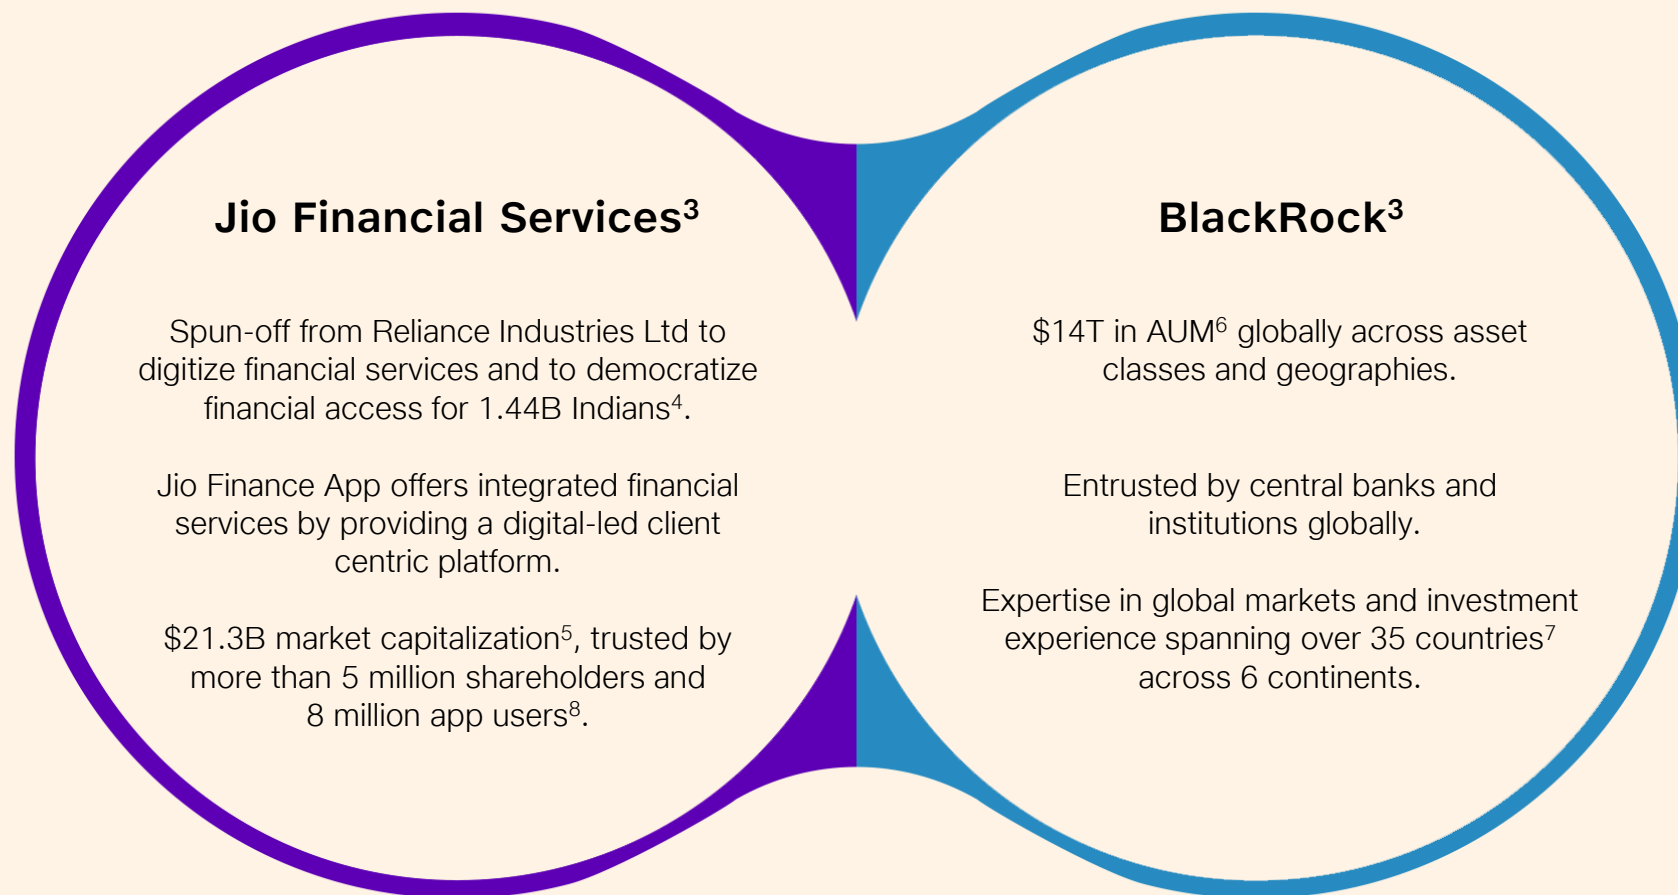 Jio Financial Services³
Spun-off from Reliance Industries Ltd to
digitize financial services and to democratize
financial access for 1.44B Indians⁴.
Jio Finance App offers integrated financial
services by providing a digital-led client
centric platform.
$21.3B market capitalization⁵, trusted by
more than 5 million shareholders and
8 million app users⁸.
BlackRock³
$14T in AUM⁶ globally across asset
classes and geographies.
Entrusted by central banks and
institutions globally.
Expertise in global markets and investment
experience spanning over 35 countries⁷
across 6 continents.